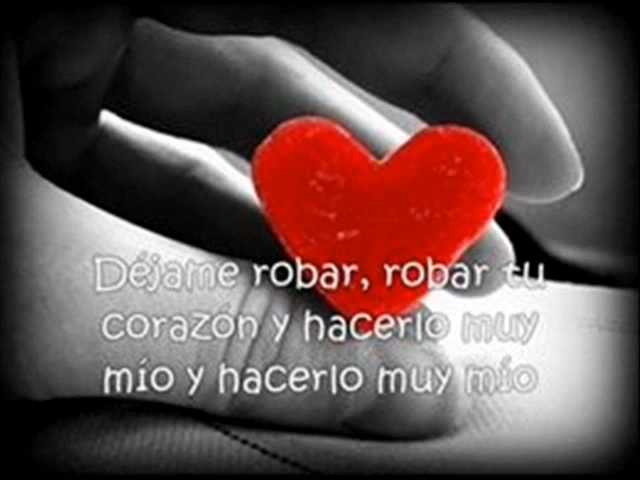 Déjame robar, robar tu
corazón y hacerlo muy
mío y hacerlo muy mío